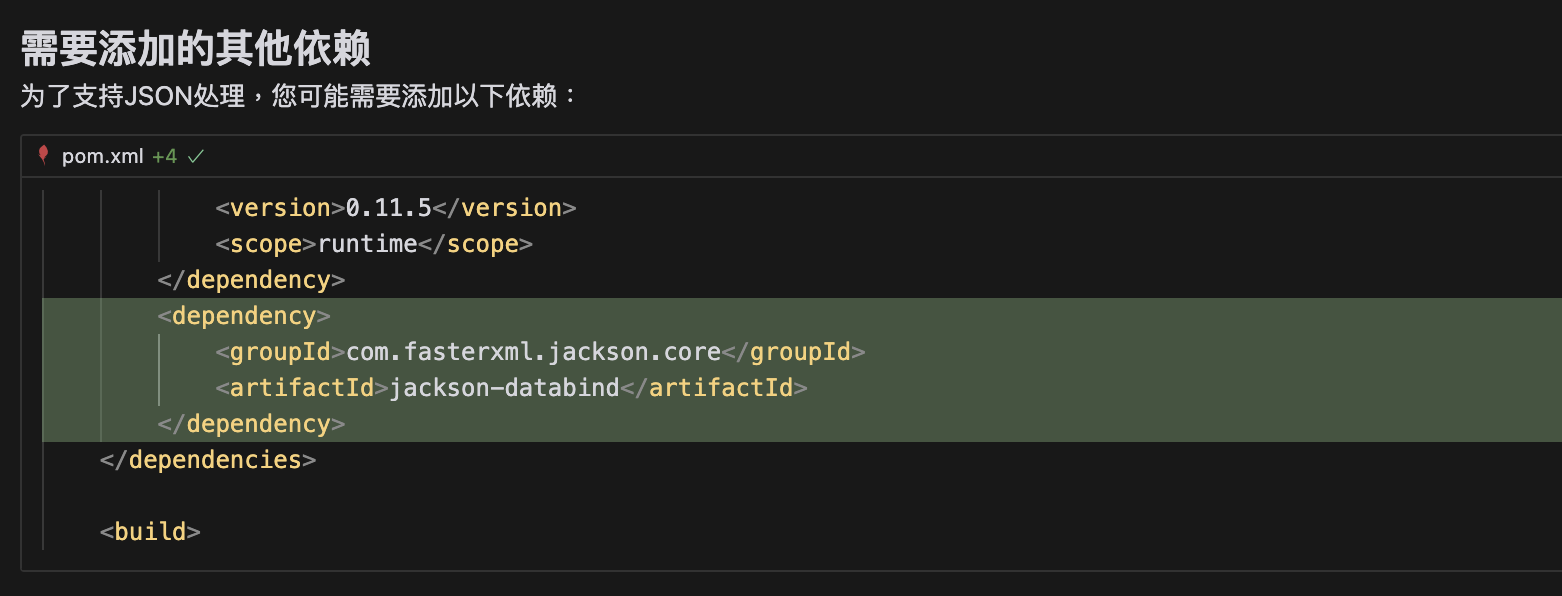 需要添加的其他依赖
为了支持JSON处理，您可能需要添加以下依赖：
pom.xml +4 ✓
<version>0.11.5</version>
<scope>runtime</scope>
</dependency>
<dependency>
<groupId>com.fasterxml.jackson.core</groupId>
<artifactId>jackson-databind</artifactId>
</dependency>
</dependencies>
<build>